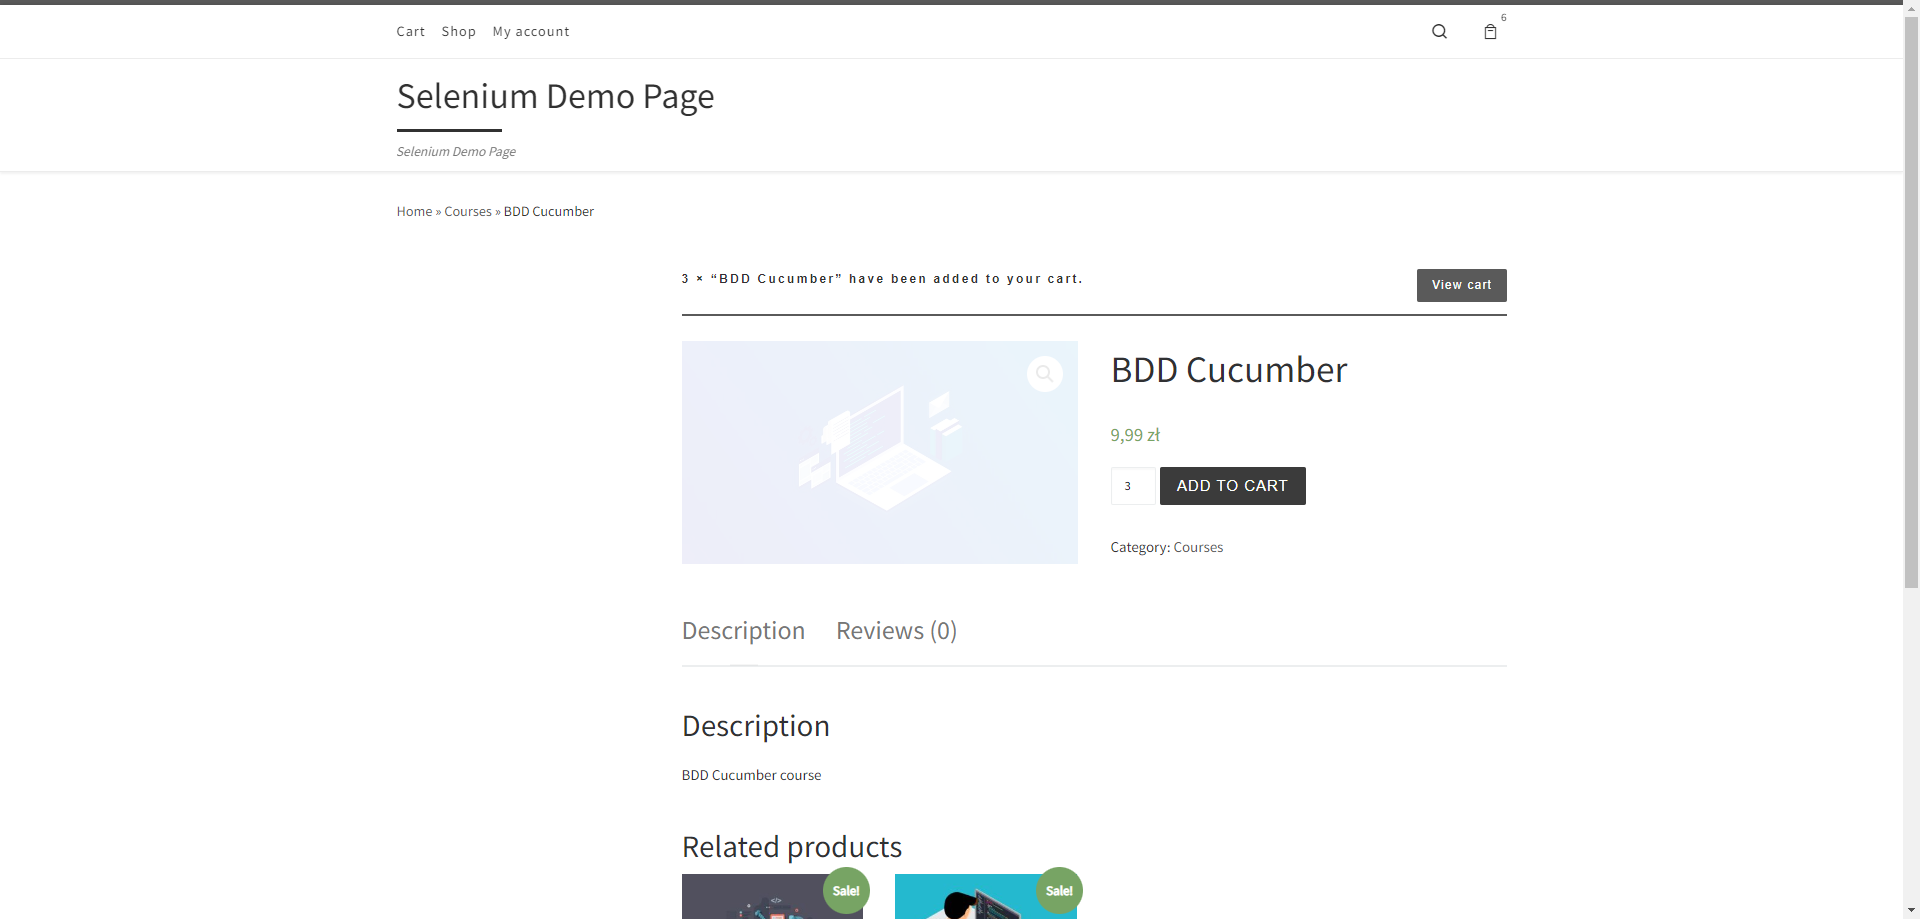 Cart Shop My account
6
Selenium Demo Page
Selenium Demo Page
Home » Courses » BDD Cucumber
3 × “BDD Cucumber” have been added to your cart.
View cart
BDD Cucumber
9,99 zł
3
ADD TO CART
Category: Courses
Description Reviews (0)
Description
BDD Cucumber course
Related products
Sale!
Sale!